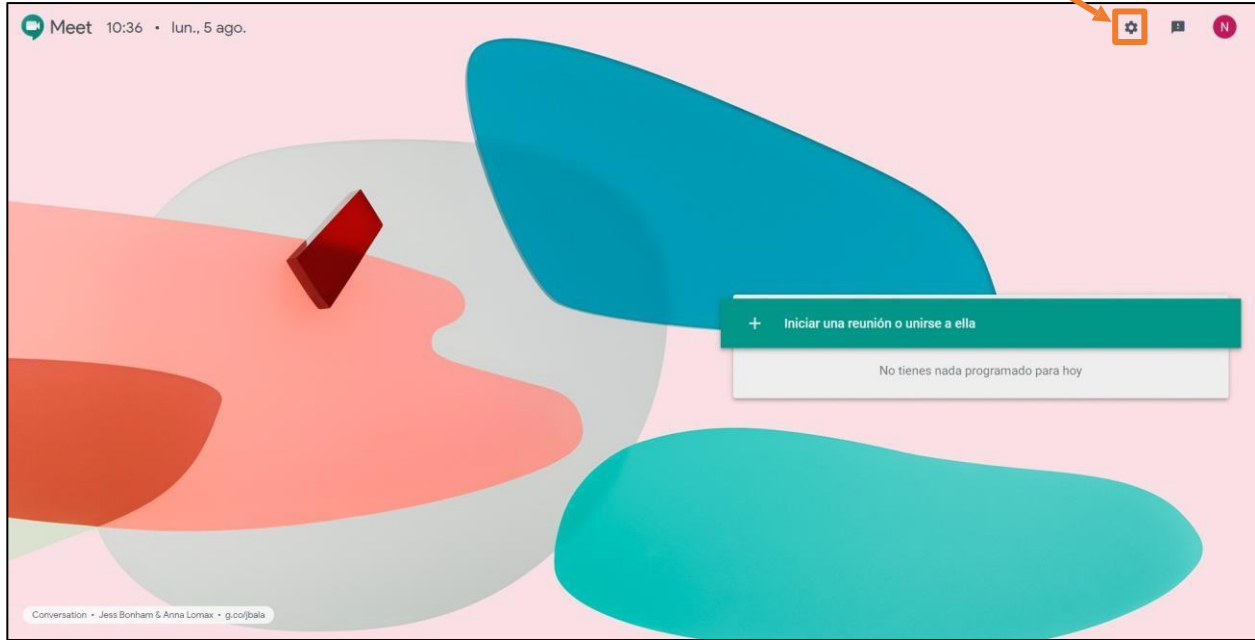 Meet 10:36 • lun., 5 ago.
N
Iniciar una reunión o unirse a ella
No tienes nada programado para hoy
Conversation • Jess Bonham & Anna Lomax • g.co/jbala